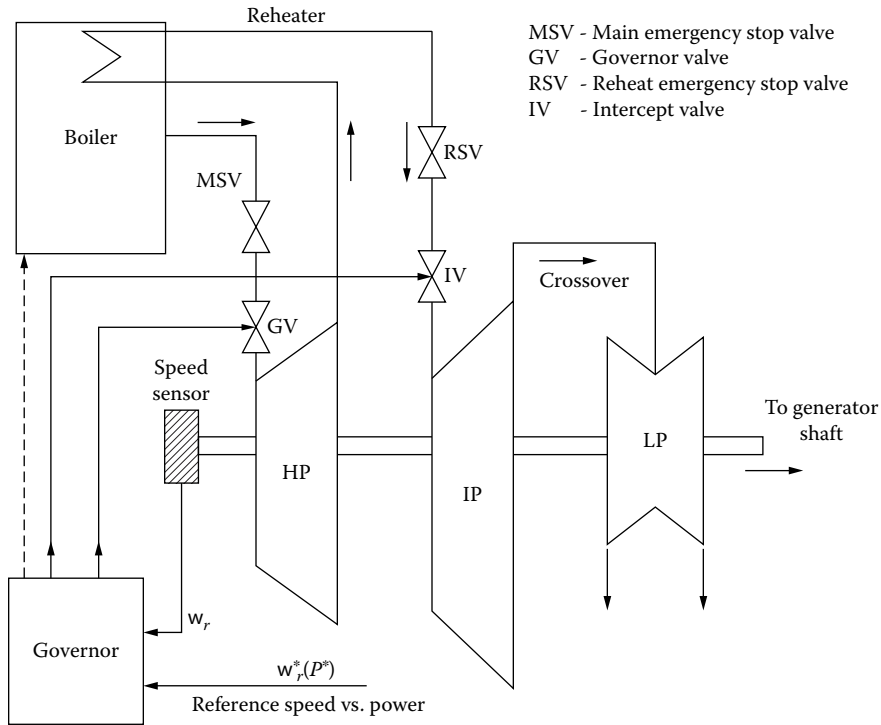 Reheater
MSV - Main emergency stop valve
GV - Governor valve
RSV - Reheat emergency stop valve
IV - Intercept valve
Boiler
MSV
RSV
IV
Crossover
GV
Speed
sensor
To generator
shaft
HP
IP
LP
w_r
Governor
w_r^*(P^*)
Reference speed vs. power